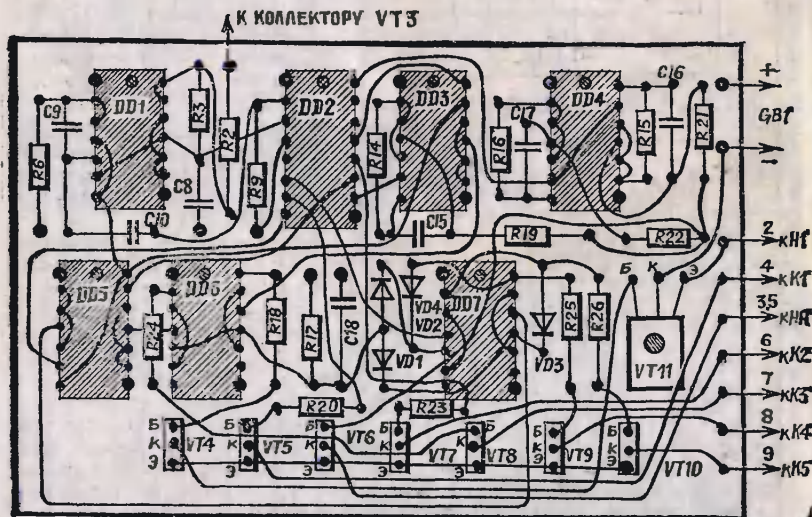 К КОЛЛЕКТОРУ VT3
C9
DD1
R3
R2
DD2
DD3
DD4
C16
+
GB1
−
R6
C8
R9
R14
R16
C17
R15
R21
C10
C15
R19
R22
2
кН1
DD5
DD6
R24
R18
R17
C18
VD1
VD4
VD2
DD7
VD3
R25
R26
Б
К
Э
VT11
4
кК1
3,5
6
кК2
7
кК3
8
кК4
9
кК5
R20
R23
Б
К
Э
VT4
Б
К
Э
VT5
Б
К
Э
VT6
Б
К
Э
VT7
Б
К
Э
VT8
Б
К
Э
VT9
Б
К
Э
VT10